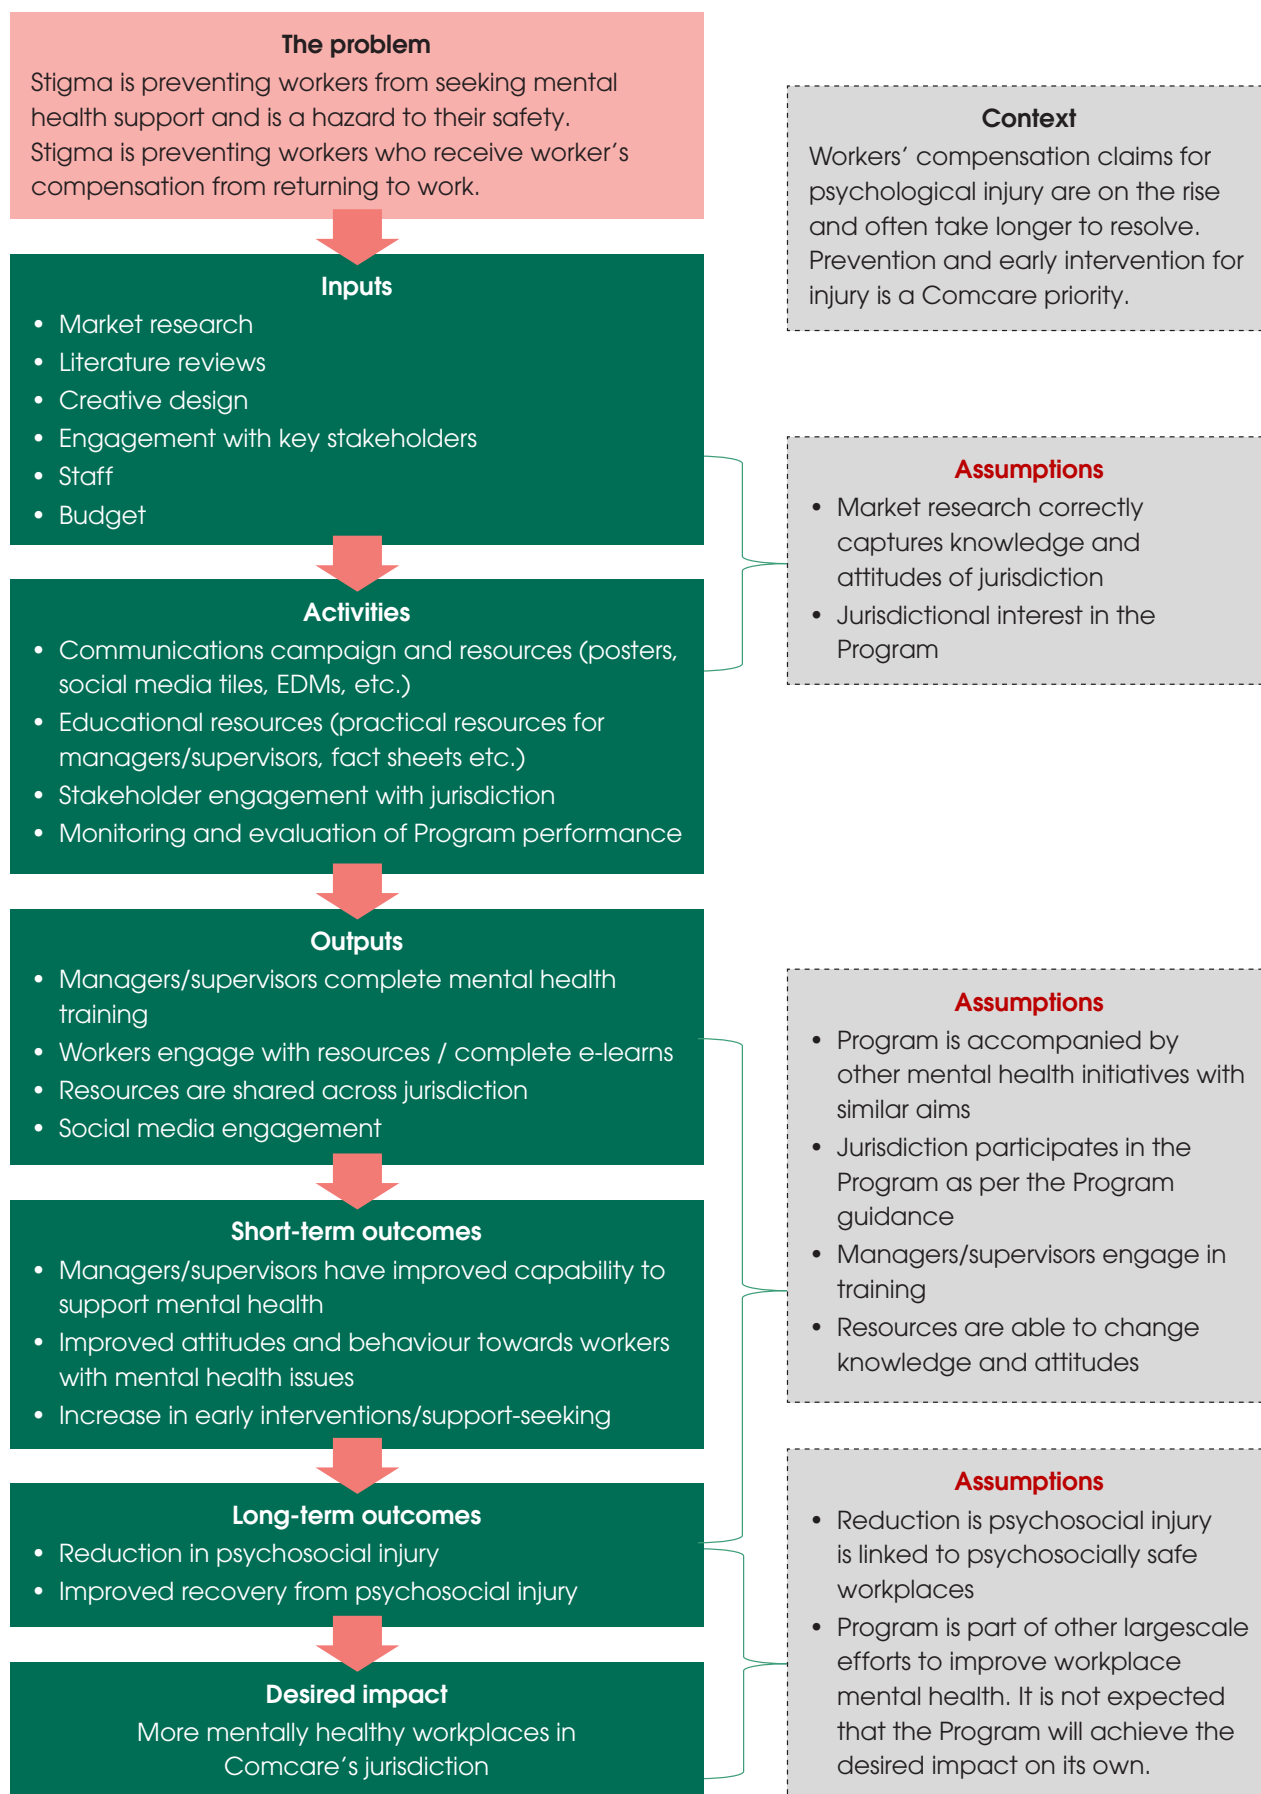 The problem
Stigma is preventing workers from seeking mental
health support and is a hazard to their safety.
Stigma is preventing workers who receive worker's
compensation from returning to work.
Context
Workers' compensation claims for
psychological injury are on the rise
and often take longer to resolve.
Prevention and early intervention for
injury is a Comcare priority.
Inputs
• Market research
• Literature reviews
• Creative design
• Engagement with key stakeholders
• Staff
• Budget
Assumptions
• Market research correctly
captures knowledge and
attitudes of jurisdiction
• Jurisdictional interest in the
Program
Activities
• Communications campaign and resources (posters,
social media tiles, EDMs, etc.)
• Educational resources (practical resources for
managers/supervisors, fact sheets etc.)
• Stakeholder engagement with jurisdiction
• Monitoring and evaluation of Program performance
Outputs
• Managers/supervisors complete mental health
training
• Workers engage with resources / complete e-learns
• Resources are shared across jurisdiction
• Social media engagement
Short-term outcomes
• Managers/supervisors have improved capability to
support mental health
• Improved attitudes and behaviour towards workers
with mental health issues
• Increase in early interventions/support-seeking
Assumptions
• Program is accompanied by
other mental health initiatives with
similar aims
• Jurisdiction participates in the
Program as per the Program
guidance
• Managers/supervisors engage in
training
• Resources are able to change
knowledge and attitudes
Long-term outcomes
• Reduction in psychosocial injury
• Improved recovery from psychosocial injury
Desired impact
More mentally healthy workplaces in
Comcare's jurisdiction
Assumptions
• Reduction is psychosocial injury
is linked to psychosocially safe
workplaces
• Program is part of other largescale
efforts to improve workplace
mental health. It is not expected
that the Program will achieve the
desired impact on its own.